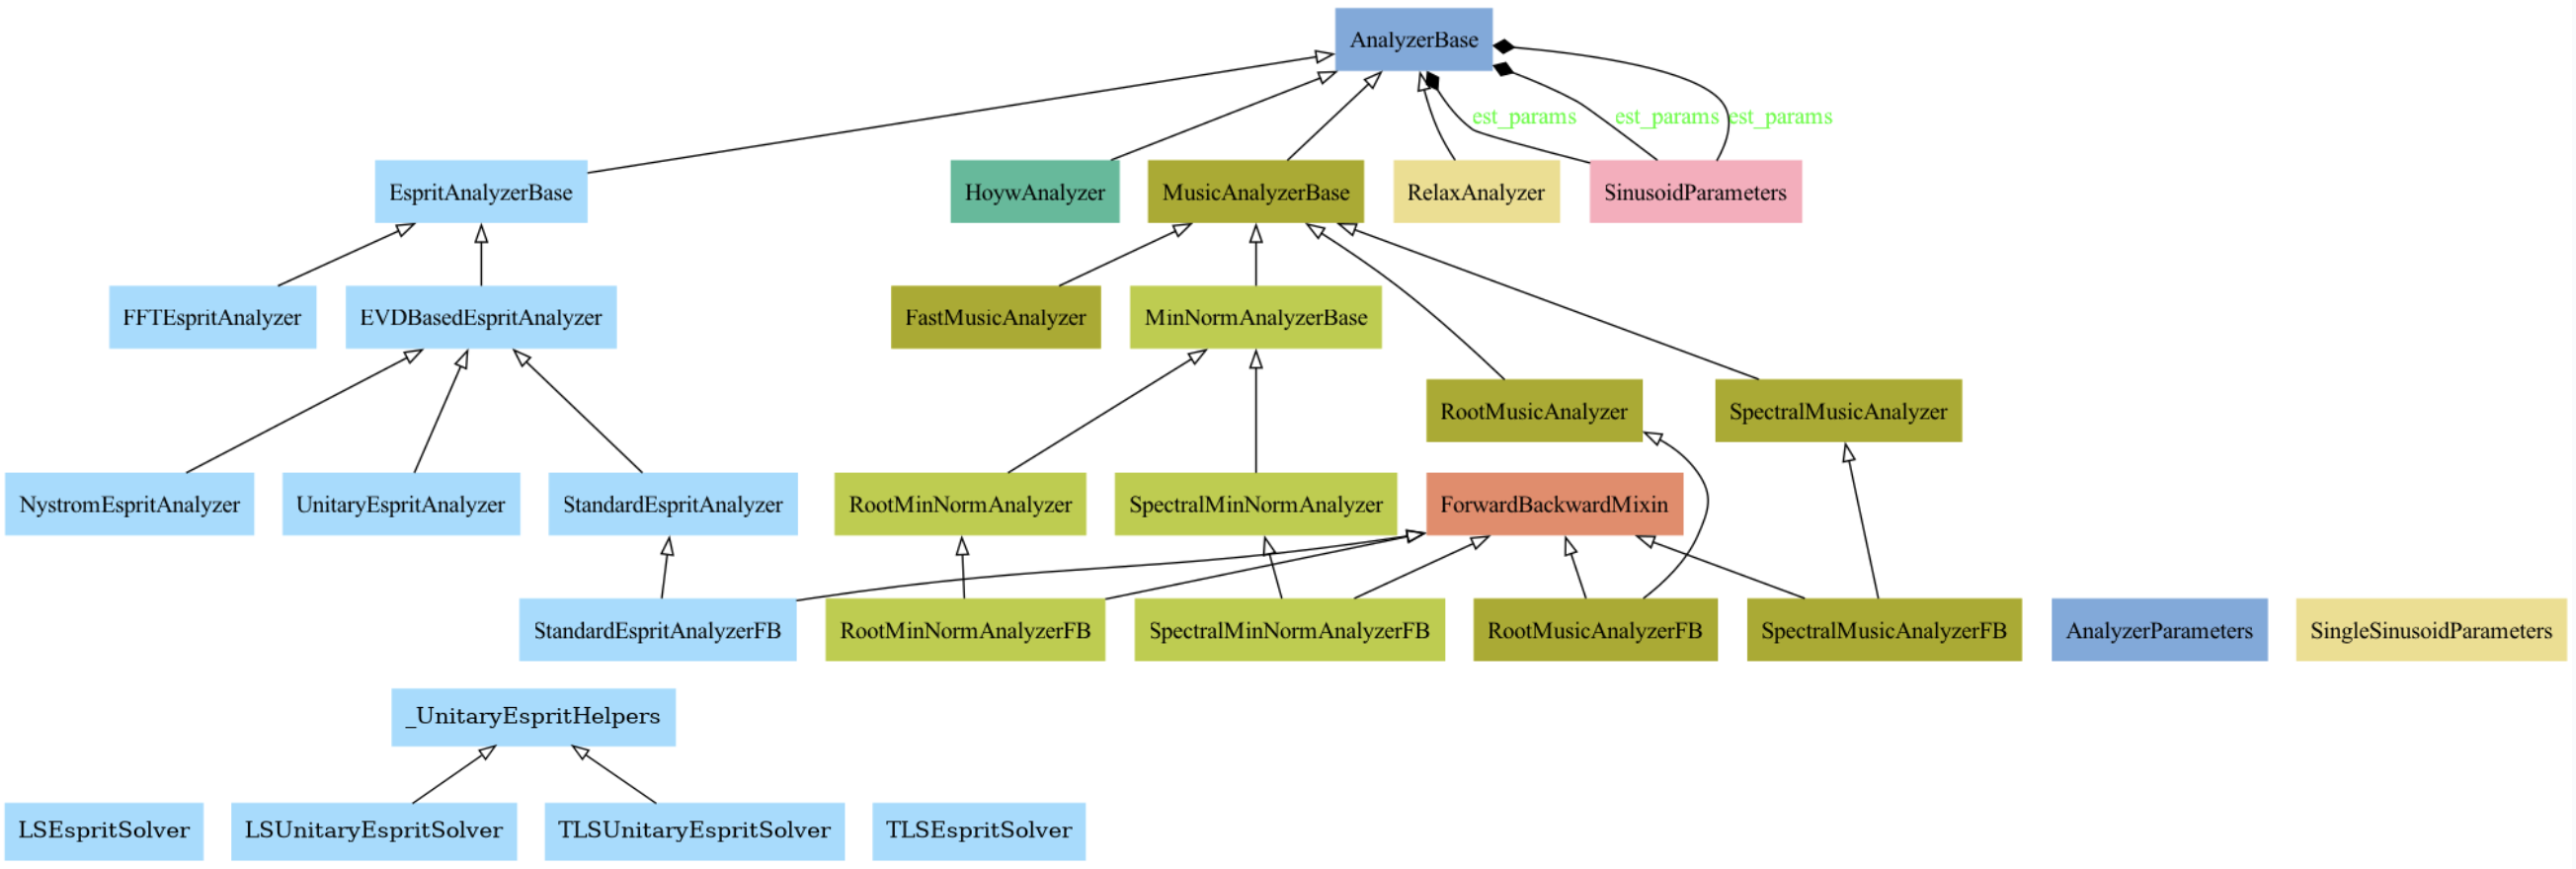 AnalyzerBase
est_params
est_params
est_params
EspritAnalyzerBase
HoywAnalyzer
MusicAnalyzerBase
RelaxAnalyzer
SinusoidParameters
FFTEspritAnalyzer
EVDBasedEspritAnalyzer
FastMusicAnalyzer
MinNormAnalyzerBase
RootMusicAnalyzer
SpectralMusicAnalyzer
NystromEspritAnalyzer
UnitaryEspritAnalyzer
StandardEspritAnalyzer
RootMinNormAnalyzer
SpectralMinNormAnalyzer
ForwardBackwardMixin
StandardEspritAnalyzerFB
RootMinNormAnalyzerFB
SpectralMinNormAnalyzerFB
RootMusicAnalyzerFB
SpectralMusicAnalyzerFB
AnalyzerParameters
SingleSinusoidParameters
_UnitaryEspritHelpers
LSEspritSolver
LSUnitaryEspritSolver
TLSUnitaryEspritSolver
TLSEspritSolver